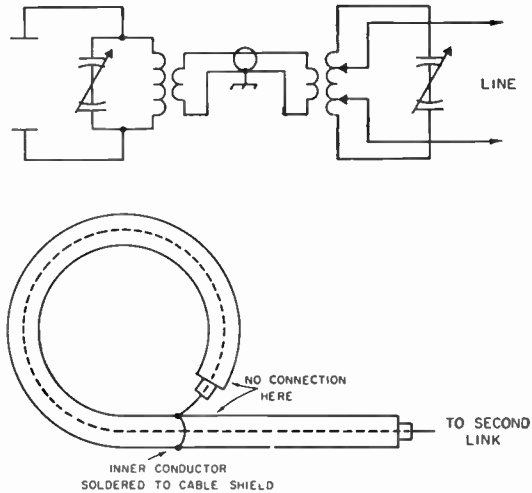 LINE
NO CONNECTION
HERE
TO SECOND
LINK
INNER CONDUCTOR
SOLDERED TO CABLE SHIELD